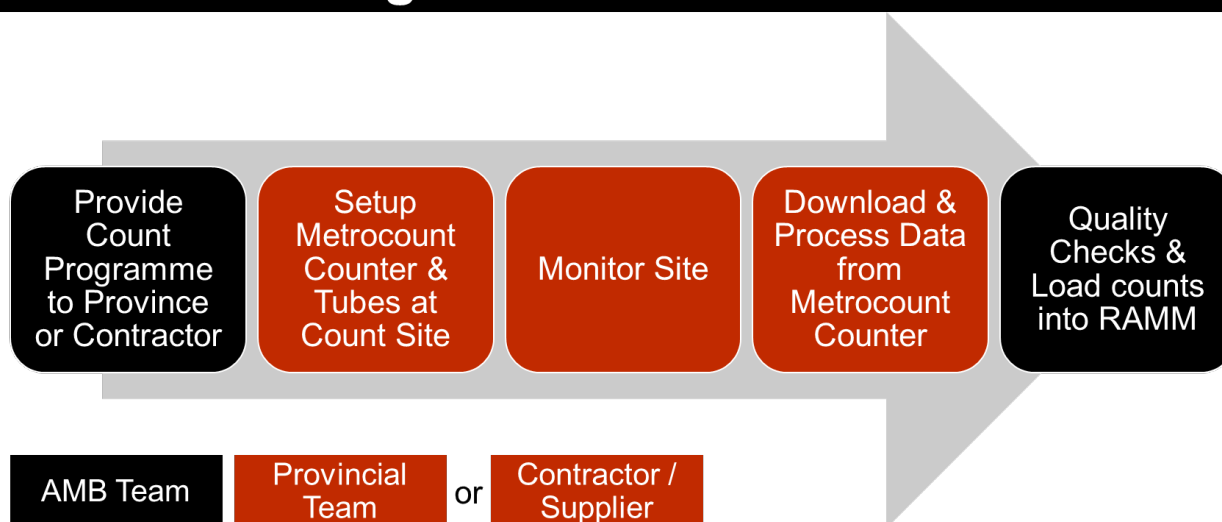 Provide
Count
Programme
to Province
or Contractor
Setup
Metrocount
Counter &
Tubes at
Count Site
Monitor Site
Download &
Process Data
from
Metrocount
Counter
Quality
Checks &
Load counts
into RAMM
AMB Team
Provincial
Team
or
Contractor /
Supplier